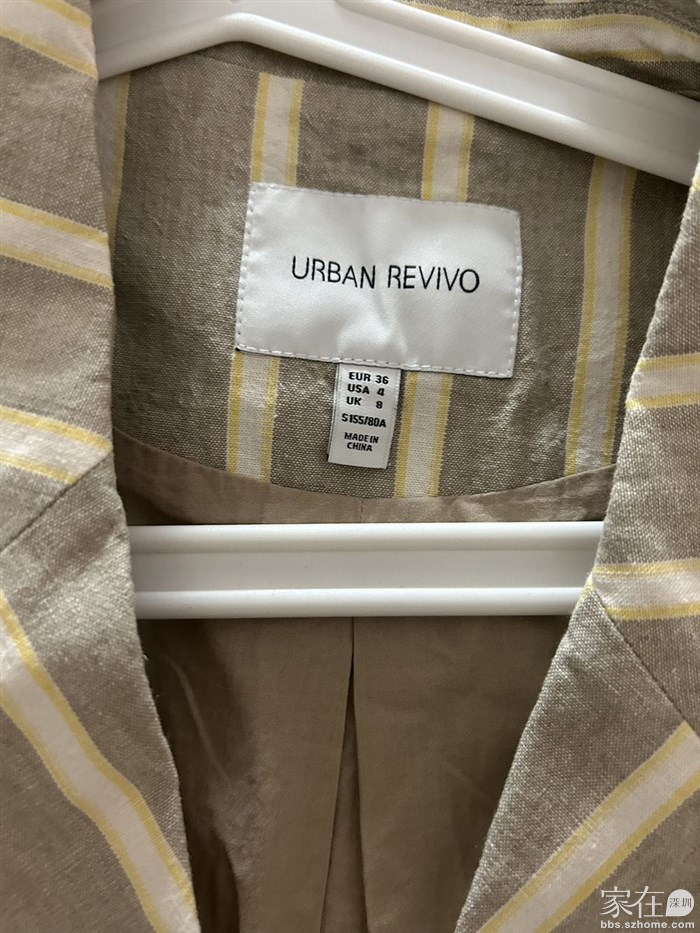 URBAN REVIVO
EUR 36
USA 4
UK 8
S155/80A
MADE IN
CHINA
家在深圳
bbs.szhome.com